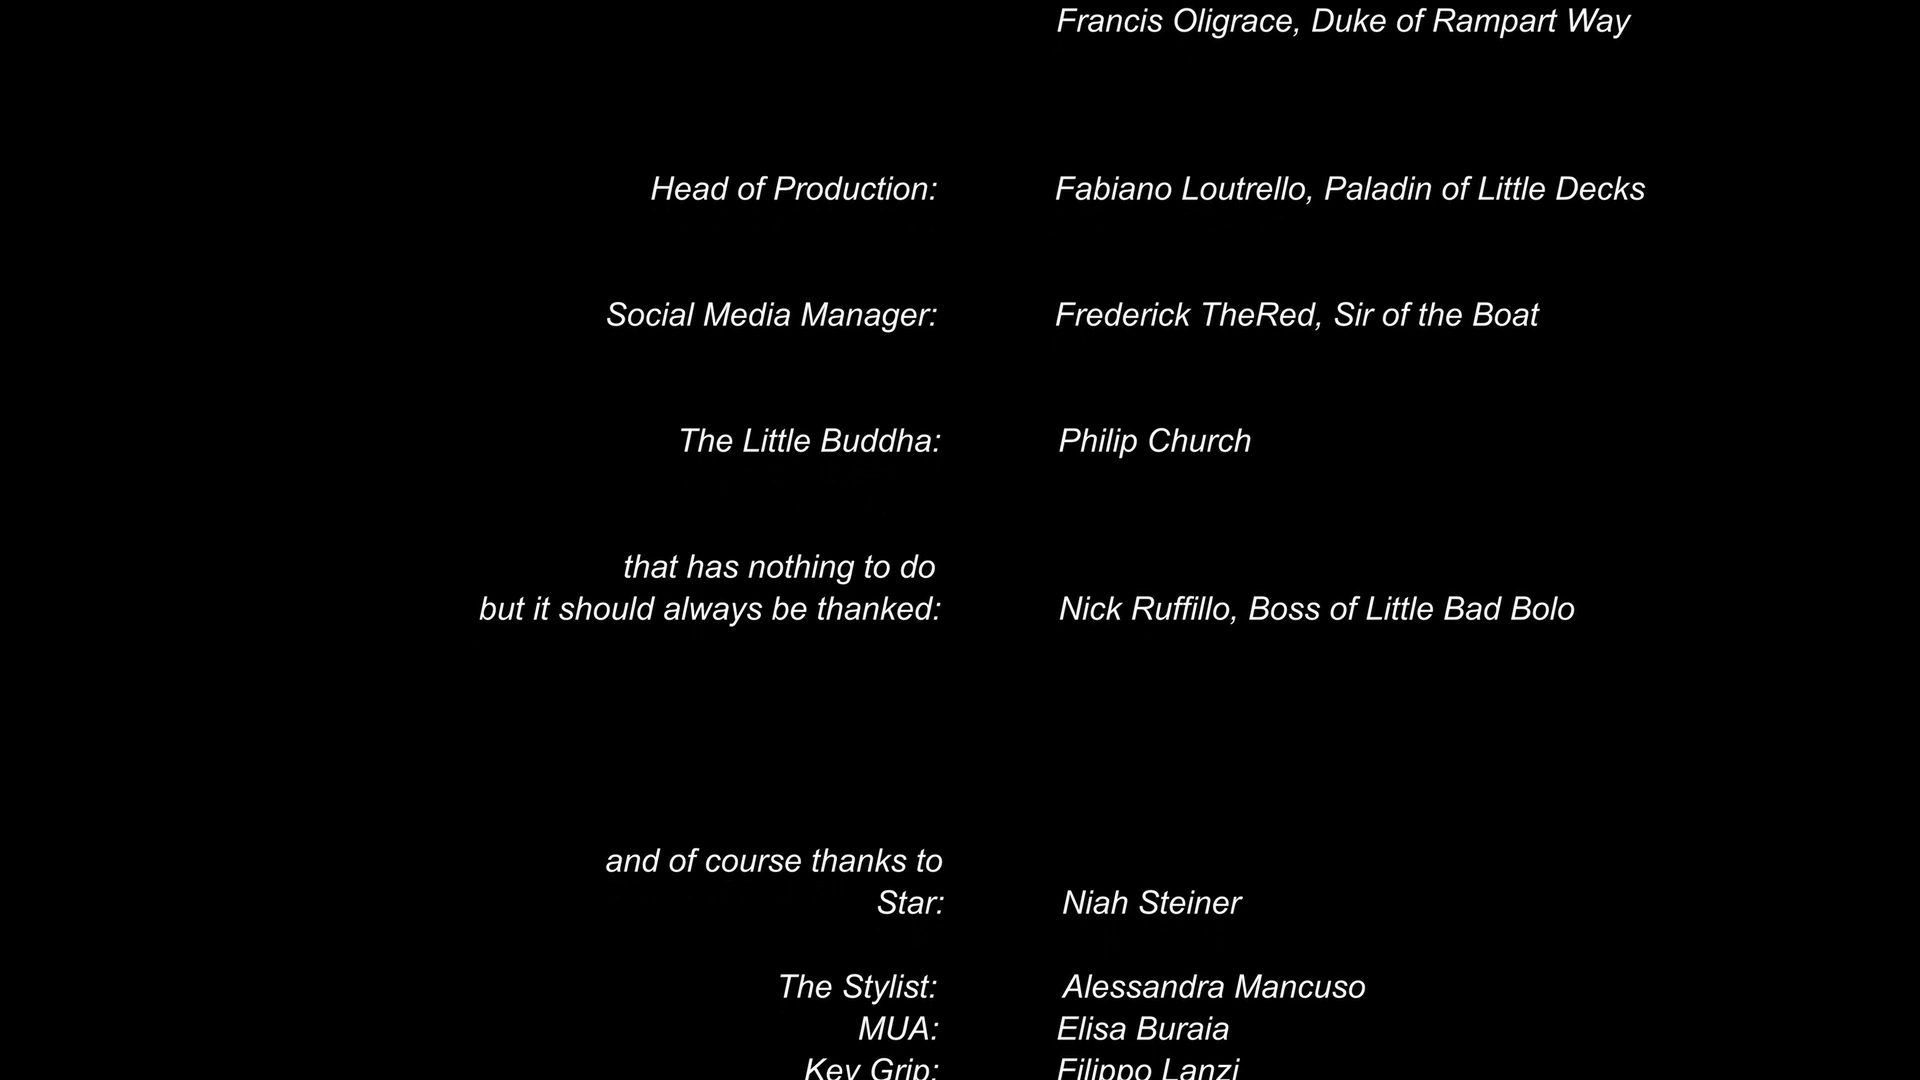 Francis Oligrace, Duke of Rampart Way
Head of Production: Fabiano Loutrello, Paladin of Little Decks
Social Media Manager: Frederick TheRed, Sir of the Boat
The Little Buddha: Philip Church
that has nothing to do
but it should always be thanked: Nick Ruffillo, Boss of Little Bad Bolo
and of course thanks to
Star: Niah Steiner
The Stylist: Alessandra Mancuso
MUA: Elisa Buraia
Key Grip: Filippo Lanzi